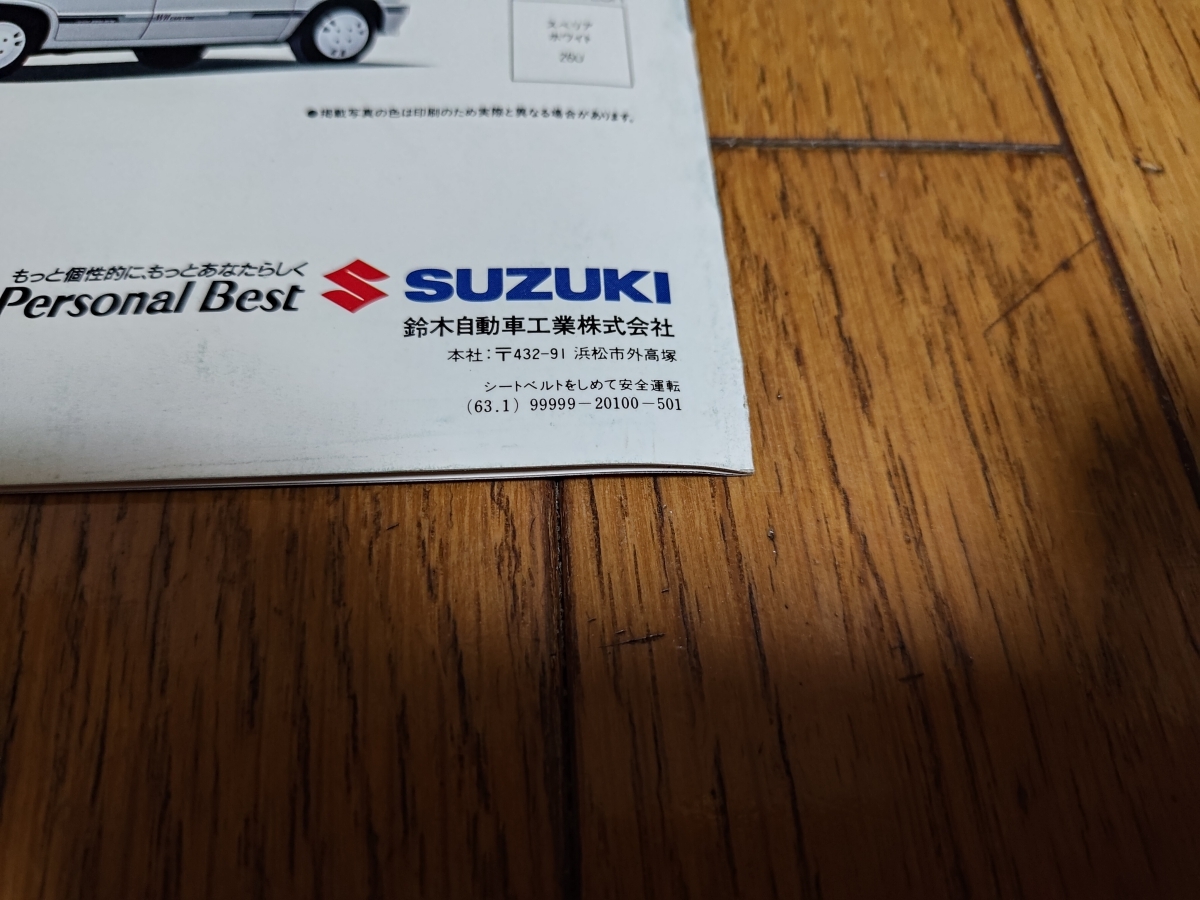 スペリア
ホワイト
26U
●掲載写真の色は印刷のため実際と異なる場合があります。
もっと個性的に、もっとあなたらしく
Personal Best
SUZUKI
鈴木自動車工業株式会社
本社:〒432-91 浜松市外高塚
シートベルトをしめて安全運転
(63.1) 99999-20100-501